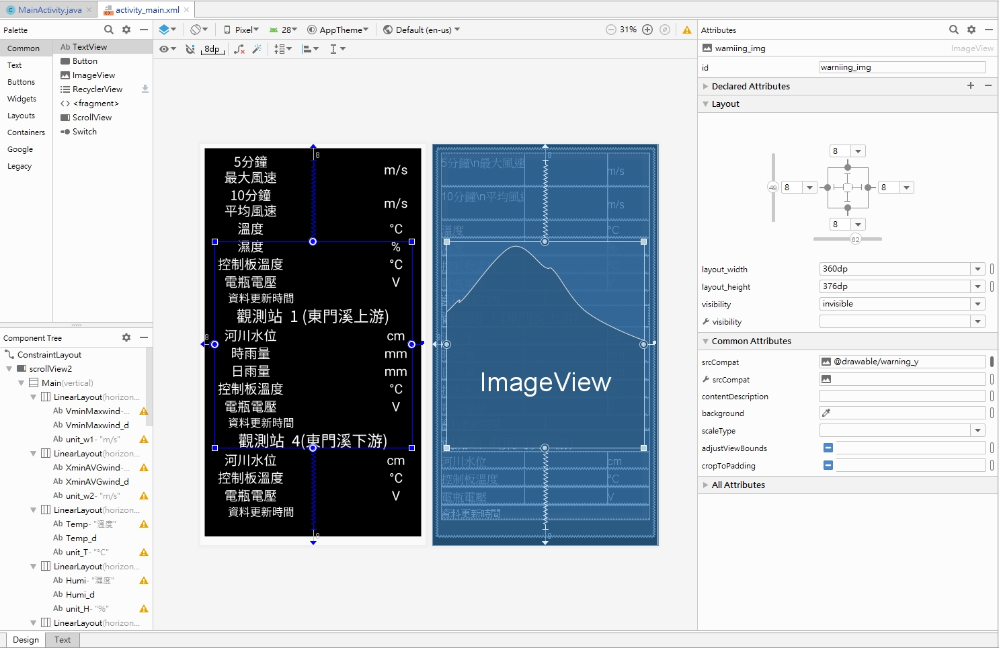 MainActivity.java
activity_main.xml
Palette
Common
Text
Buttons
Widgets
Layouts
Containers
Google
Legacy
Ab TextView
Button
ImageView
RecyclerView
<fragment>
ScrollView
Switch
Pixel
28
AppTheme
Default (en-us)
31%
8dp
Component Tree
ConstraintLayout
scrollView2
Main(vertical)
LinearLayout(horizon...
Ab VminMaxwind-...
Ab VminMaxwind_d
Ab unit_w1- "m/s"
LinearLayout(horizon...
Ab XminAVGwind-...
Ab XminAVGwind_d
Ab unit_w2- "m/s"
LinearLayout(horizon...
Ab Temp- "溫度"
Ab Temp_d
Ab unit_T- "°C"
LinearLayout(horizon...
Ab Humi- "濕度"
Ab Humi_d
Ab unit_H- "%"
LinearLayout(horizon...
Design
Text
8
5分鐘
最大風速 m/s
10分鐘
平均風速 m/s
溫度 °C
濕度 %
控制板溫度 °C
電瓶電壓 V
資料更新時間
觀測站 1 (東門溪上游)
8
河川水位 cm
時雨量 mm
日雨量 mm
控制板溫度 °C
電瓶電壓 V
資料更新時間
觀測站 4(東門溪下游)
河川水位 cm
控制板溫度 °C
電瓶電壓 V
資料更新時間
8
8
5分鐘\n最大風速 m/s
10分鐘\n平均風速 m/s
溫度 °C
ImageView
河川水位 cm
控制板溫度 °C
電瓶電壓 V
資料更新時間
8
Attributes
warniing_img
ImageView
id
warniing_img
Declared Attributes
Layout
8
49
8
8
8
62
layout_width 360dp
layout_height 376dp
visibility invisible
visibility
Common Attributes
srcCompat @drawable/warning_y
srcCompat
contentDescription
background
scaleType
adjustViewBounds
cropToPadding
All Attributes